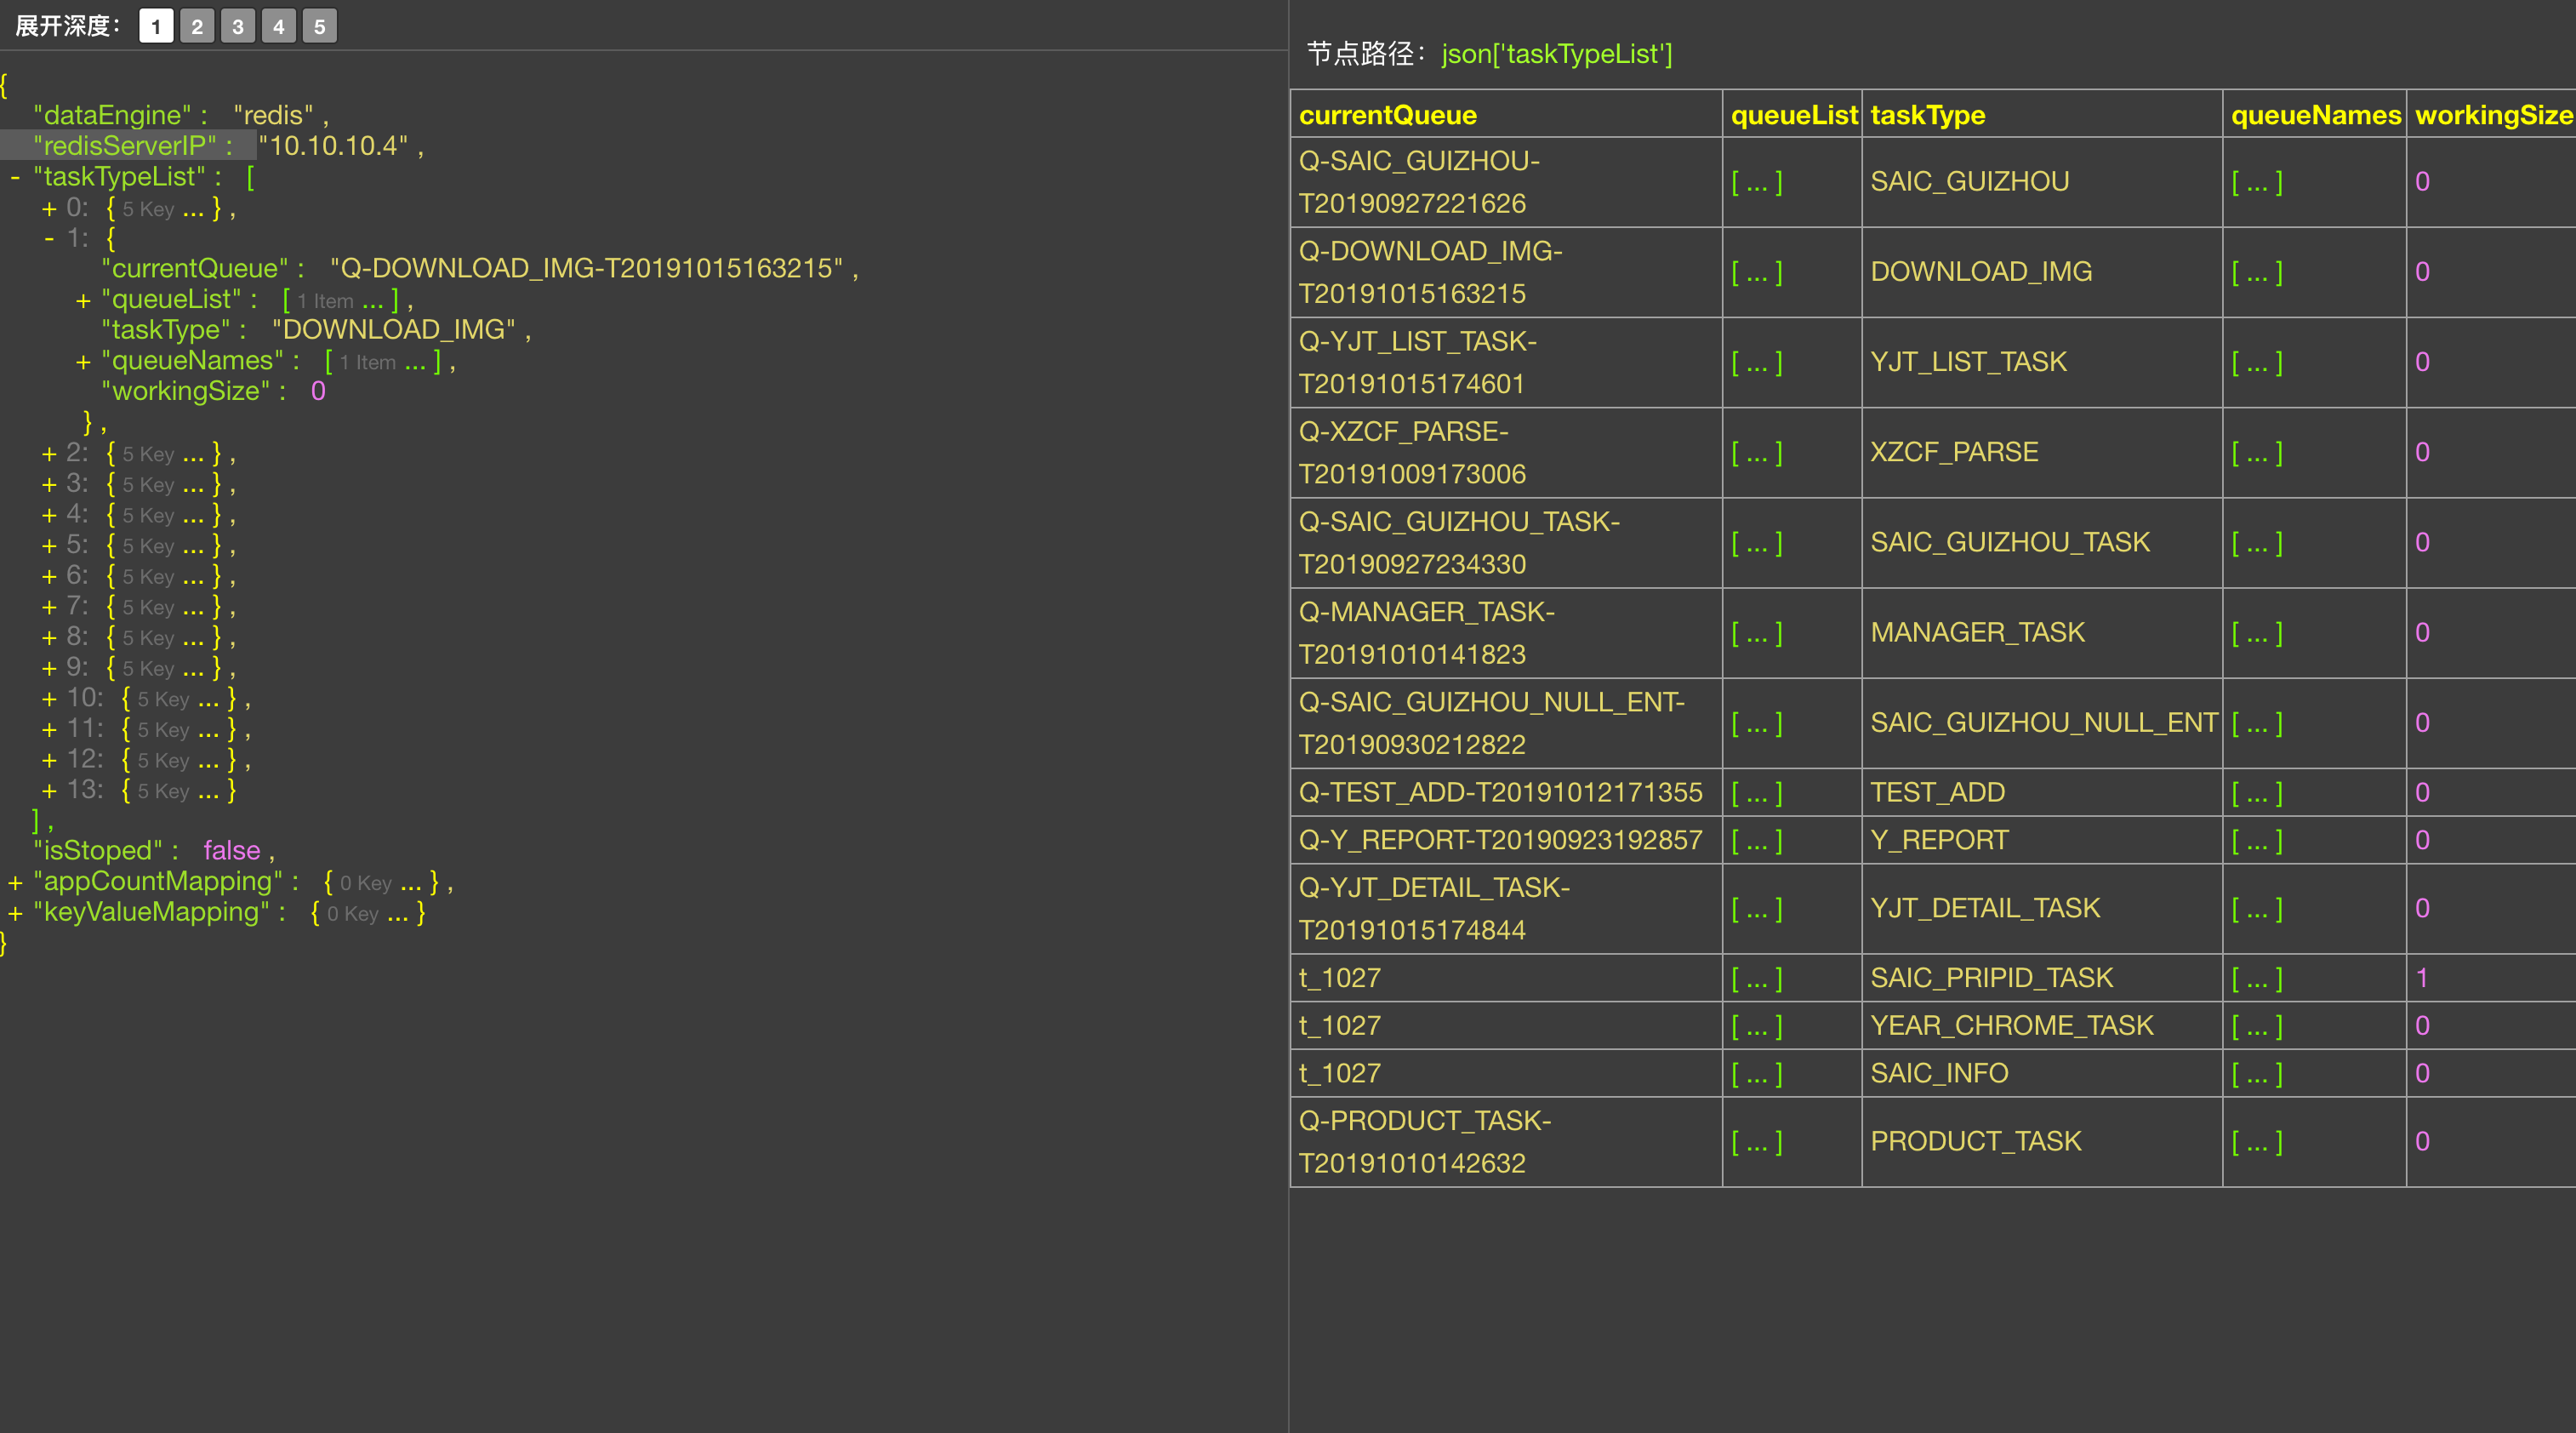 展开深度： 1 2 3 4 5
{
"dataEngine" : "redis" ,
"redisServerIP" : "10.10.10.4" ,
- "taskTypeList" : [
+ 0: { 5 Key ... } ,
- 1: {
"currentQueue" : "Q-DOWNLOAD_IMG-T20191015163215" ,
+ "queueList" : [ 1 Item ... ] ,
"taskType" : "DOWNLOAD_IMG" ,
+ "queueNames" : [ 1 Item ... ] ,
"workingSize" : 0
} ,
+ 2: { 5 Key ... } ,
+ 3: { 5 Key ... } ,
+ 4: { 5 Key ... } ,
+ 5: { 5 Key ... } ,
+ 6: { 5 Key ... } ,
+ 7: { 5 Key ... } ,
+ 8: { 5 Key ... } ,
+ 9: { 5 Key ... } ,
+ 10: { 5 Key ... } ,
+ 11: { 5 Key ... } ,
+ 12: { 5 Key ... } ,
+ 13: { 5 Key ... }
] ,
"isStoped" : false ,
+ "appCountMapping" : { 0 Key ... } ,
+ "keyValueMapping" : { 0 Key ... }
}
节点路径：json['taskTypeList']
currentQueue queueList taskType queueNames workingSize
Q-SAIC_GUIZHOU-
T20190927221626 [ ... ] SAIC_GUIZHOU [ ... ] 0
Q-DOWNLOAD_IMG-
T20191015163215 [ ... ] DOWNLOAD_IMG [ ... ] 0
Q-YJT_LIST_TASK-
T20191015174601 [ ... ] YJT_LIST_TASK [ ... ] 0
Q-XZCF_PARSE-
T20191009173006 [ ... ] XZCF_PARSE [ ... ] 0
Q-SAIC_GUIZHOU_TASK-
T20190927234330 [ ... ] SAIC_GUIZHOU_TASK [ ... ] 0
Q-MANAGER_TASK-
T20191010141823 [ ... ] MANAGER_TASK [ ... ] 0
Q-SAIC_GUIZHOU_NULL_ENT-
T20190930212822 [ ... ] SAIC_GUIZHOU_NULL_ENT [ ... ] 0
Q-TEST_ADD-T20191012171355 [ ... ] TEST_ADD [ ... ] 0
Q-Y_REPORT-T20190923192857 [ ... ] Y_REPORT [ ... ] 0
Q-YJT_DETAIL_TASK-
T20191015174844 [ ... ] YJT_DETAIL_TASK [ ... ] 0
t_1027 [ ... ] SAIC_PRIPID_TASK [ ... ] 1
t_1027 [ ... ] YEAR_CHROME_TASK [ ... ] 0
t_1027 [ ... ] SAIC_INFO [ ... ] 0
Q-PRODUCT_TASK-
T20191010142632 [ ... ] PRODUCT_TASK [ ... ] 0